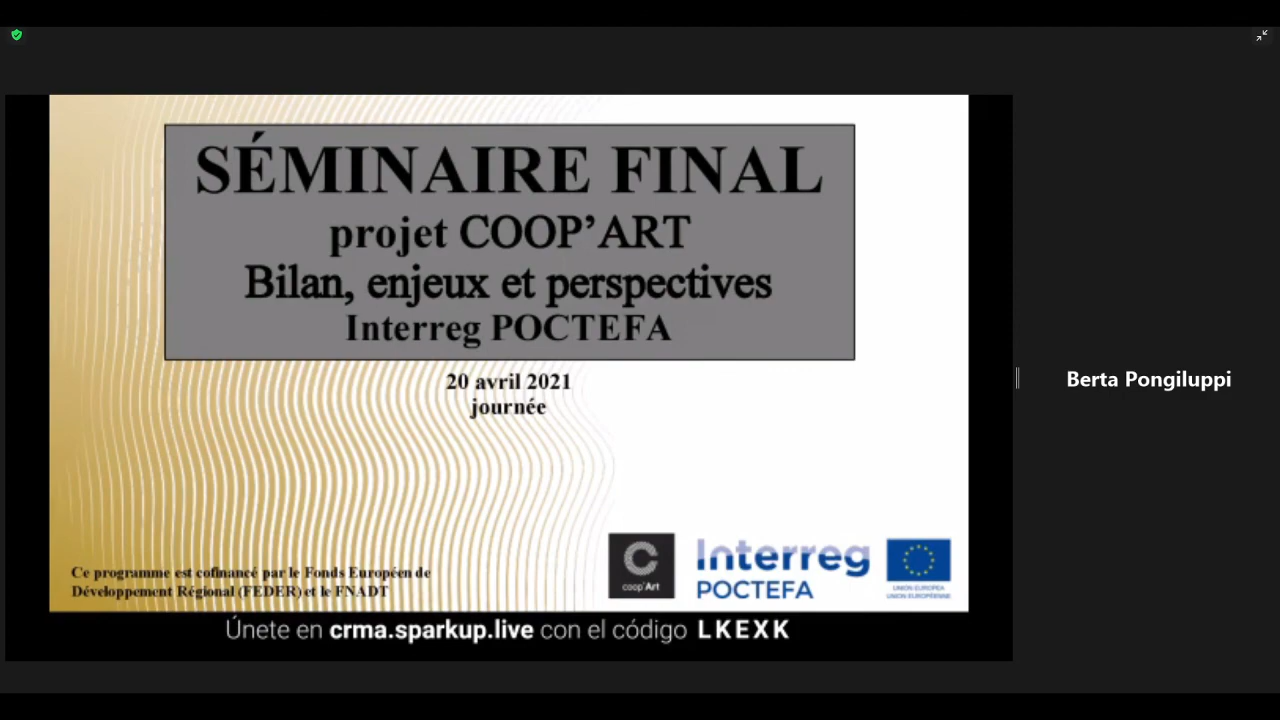 SÉMINAIRE FINAL
projet COOP’ART
Bilan, enjeux et perspectives
Interreg POCTEFA
20 avril 2021
journée
Berta Pongiluppi
Ce programme est cofinancé par le Fonds Européen de
Développement Régional (FEDER) et le FNADT
coop'Art
Interreg
POCTEFA
UNIÓN EUROPEA
UNION EUROPÉENNE
Únete en crma.sparkup.live con el código LKEXK